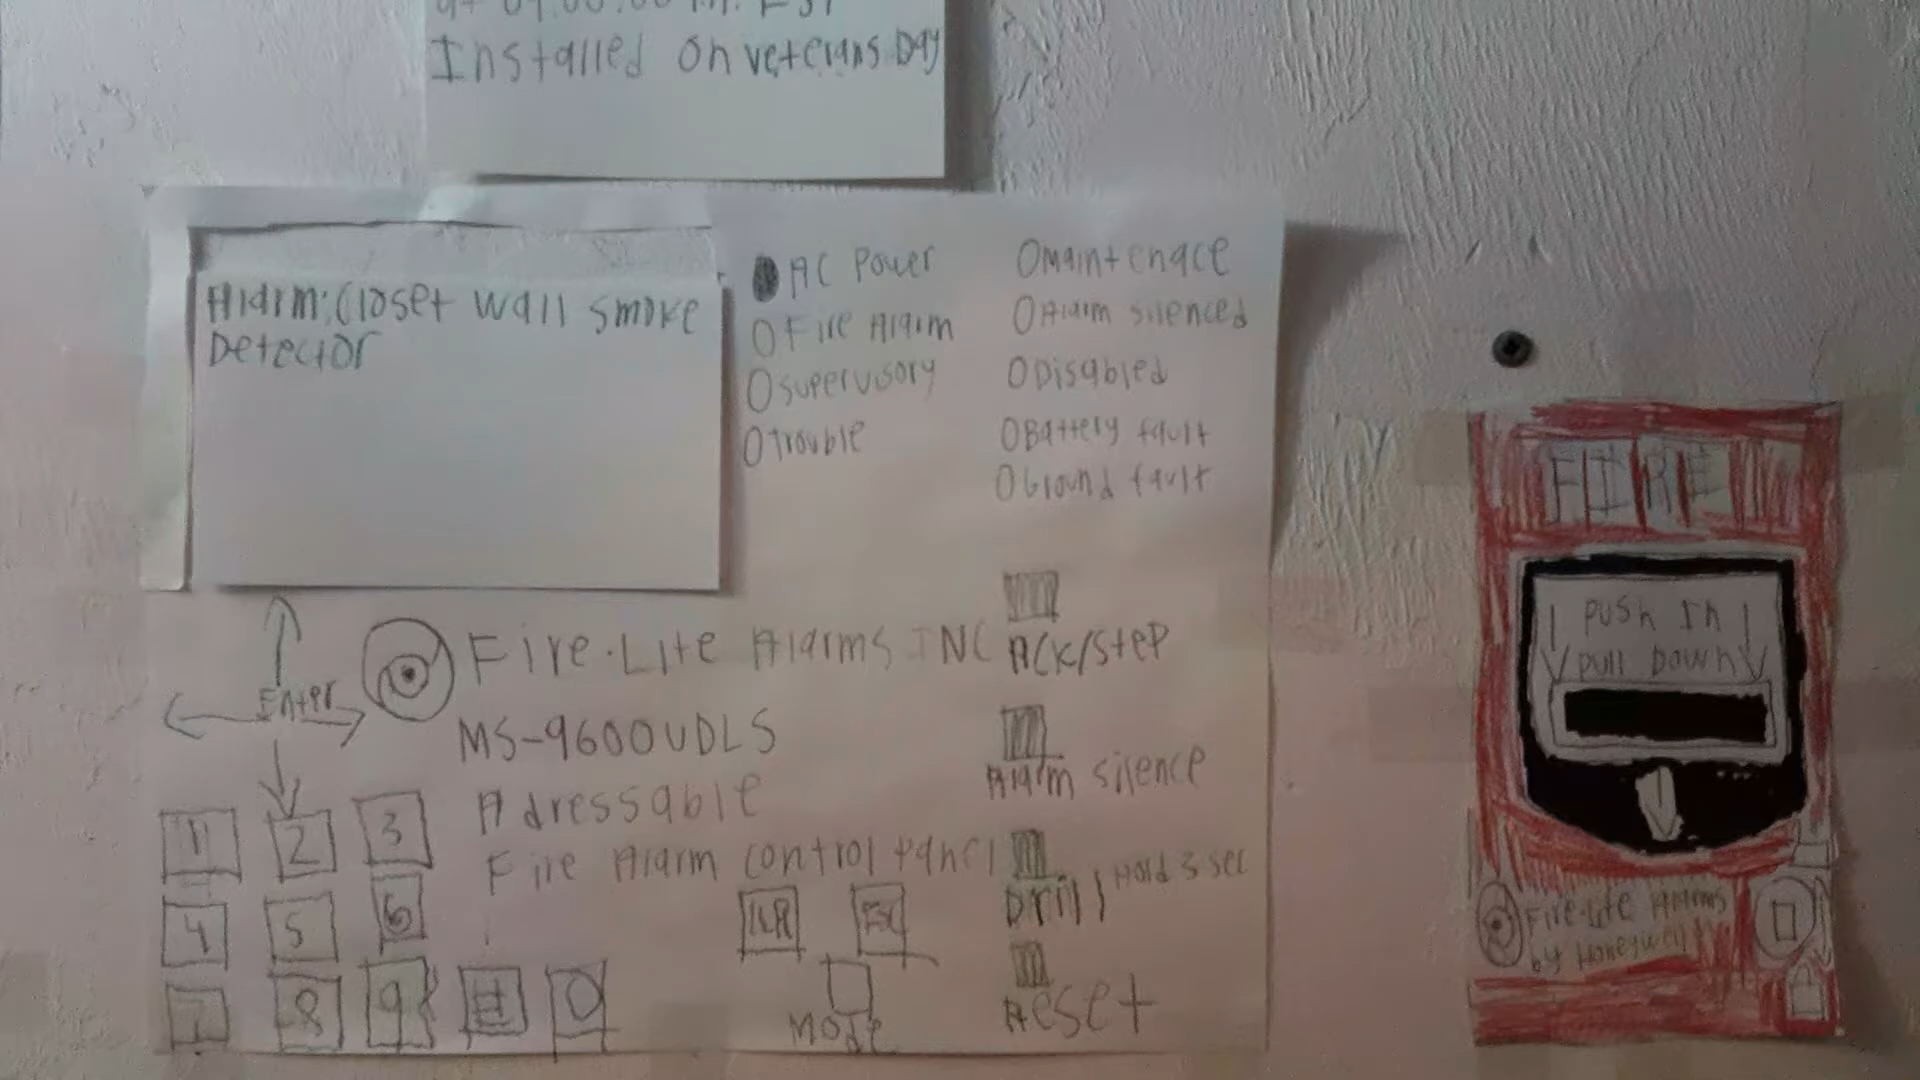 Installed on veterans Day
Alarm: Closet wall smoke
Detector
AC Power
Fire Alarm
Supervisory
Trouble
Maintenace
Alarm silenced
Disabled
Battery fault
Ground fault
Enter
Fire-Lite Alarms INC
MS-9600UDLS
Adressable
Fire Alarm Control Panel
ACK/Step
Alarm silence
Drill Hold 3 sec
Reset
1 2 3
4 5 6
7 8 9 0
Mode
FIRE
PUSH In
Pull Down
Fire-Lite Alarms
by Honeywell